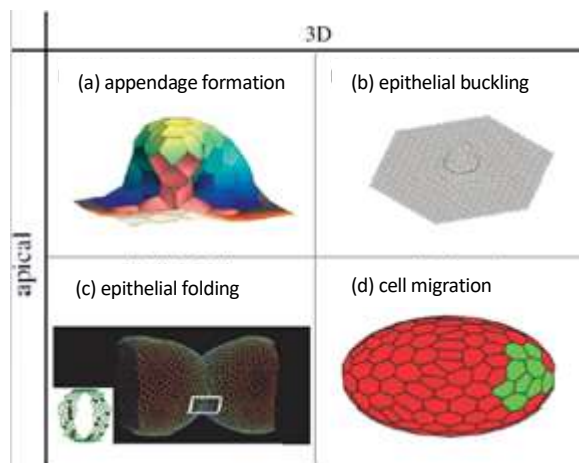 3D
(a) appendage formation
(b) epithelial buckling
apical
(c) epithelial folding
(d) cell migration